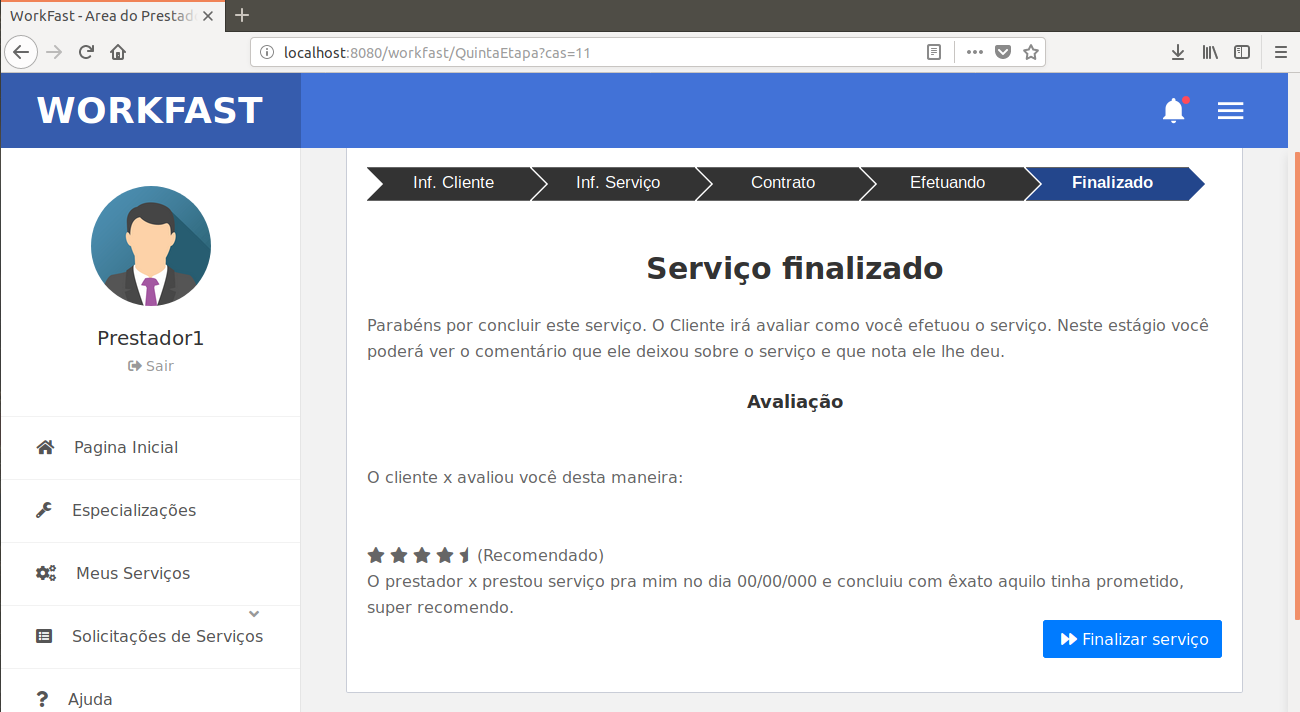 WorkFast - Area do Prestad
localhost:8080/workfast/QuintaEtapa?cas=11
WORKFAST
Prestador1
Sair
Pagina Inicial
Especializações
Meus Serviços
Solicitações de Serviços
Ajuda
Inf. Cliente
Inf. Serviço
Contrato
Efetuando
Finalizado
Serviço finalizado
Parabéns por concluir este serviço. O Cliente irá avaliar como você efetuou o serviço. Neste estágio você
poderá ver o comentário que ele deixou sobre o serviço e que nota ele lhe deu.
Avaliação
O cliente x avaliou você desta maneira:
(Recomendado)
O prestador x prestou serviço pra mim no dia 00/00/000 e concluiu com êxato aquilo tinha prometido,
super recomendo.
Finalizar serviço